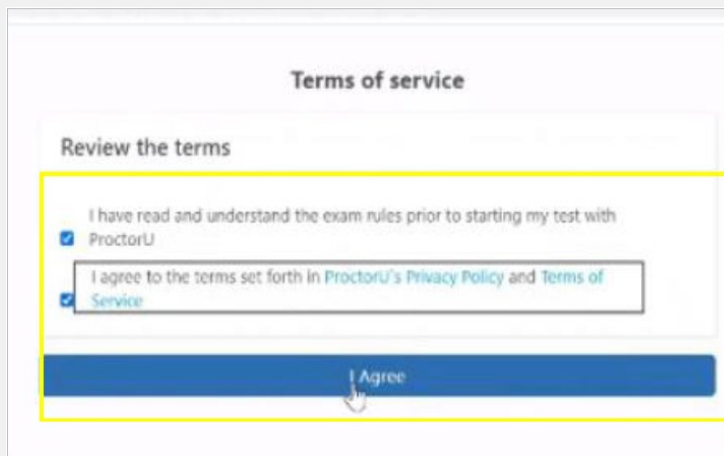 Terms of service
Review the terms
I have read and understand the exam rules prior to starting my test with
ProctorU
I agree to the terms set forth in ProctorU's Privacy Policy and Terms of
Service
I Agree